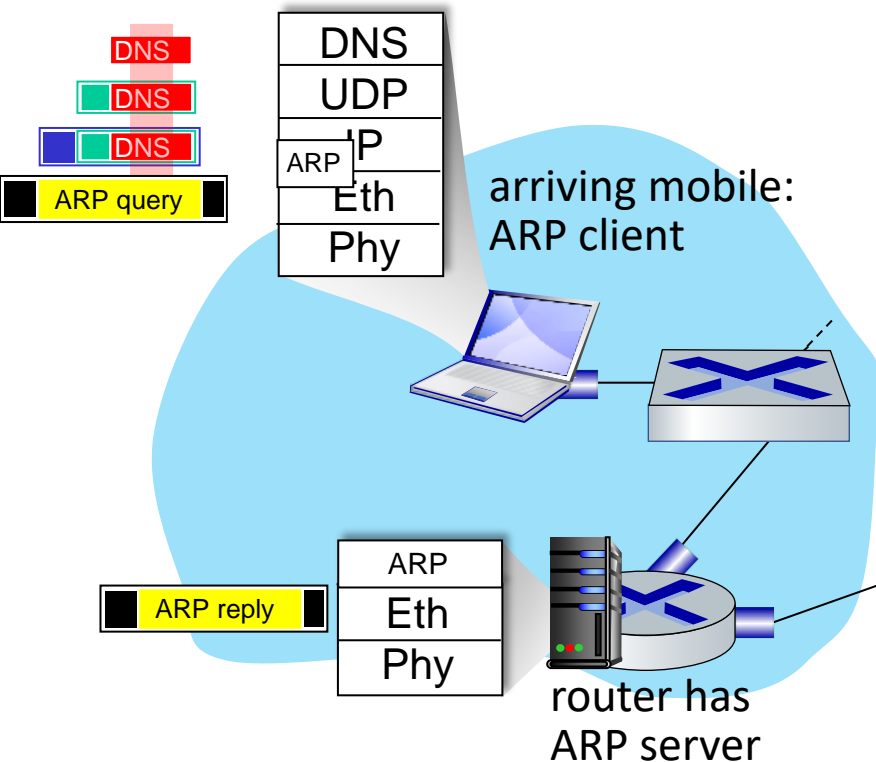 DNS
DNS
DNS
ARP query
DNS
UDP
IP
ARP
Eth
Phy
arriving mobile:
ARP client
ARP reply
ARP
Eth
Phy
router has
ARP server